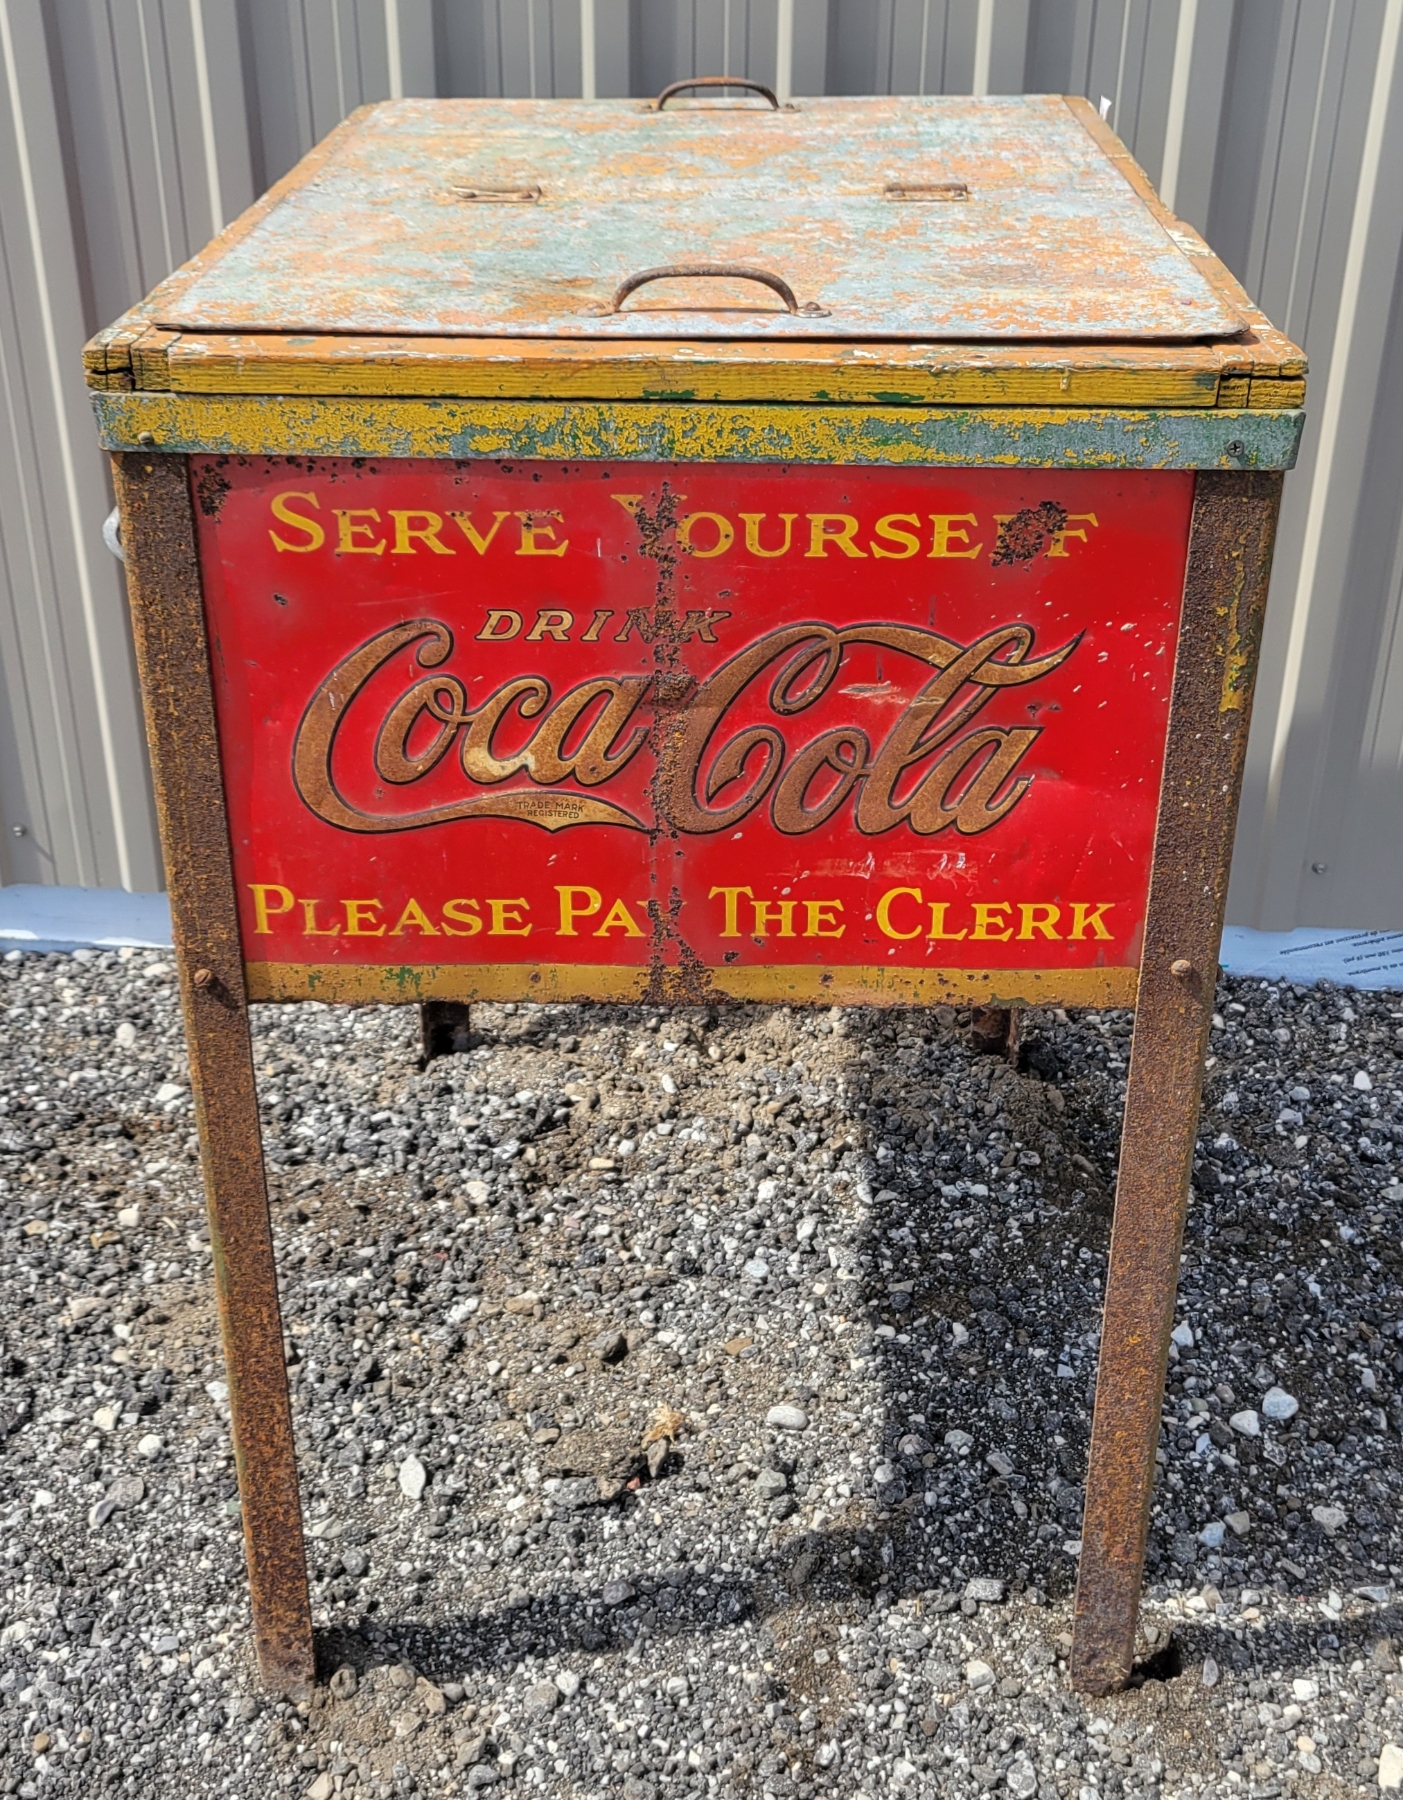 SERVE YOURSELF
DRINK
Coca-Cola
TRADE MARK
REGISTERED
PLEASE PAY THE CLERK